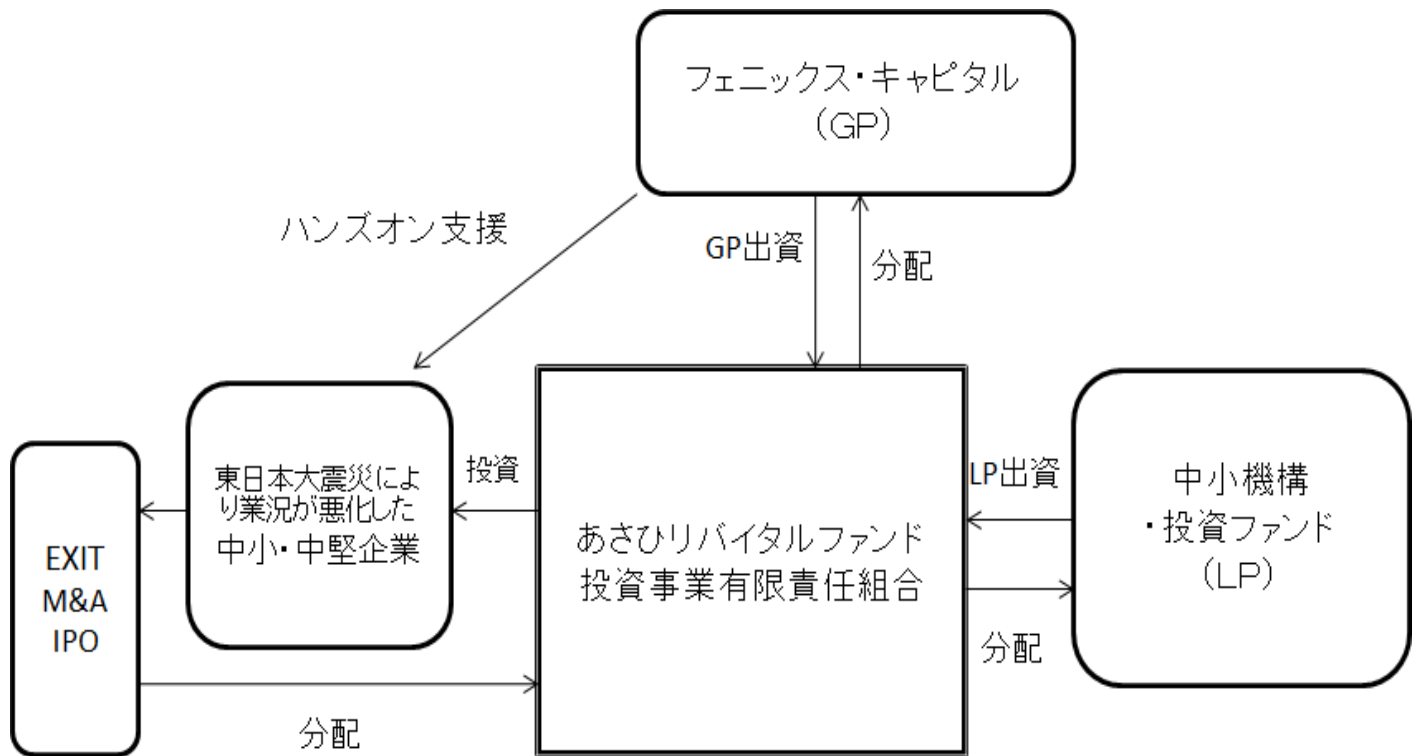 フェニックス・キャピタル
(GP)
ハンズオン支援
GP出資
分配
東日本大震災によ
り業況が悪化した
中小・中堅企業
投資
LP出資
EXIT
M&A
IPO
あさひリバイタルファンド
投資事業有限責任組合
中小機構
・投資ファンド
(LP)
分配
分配